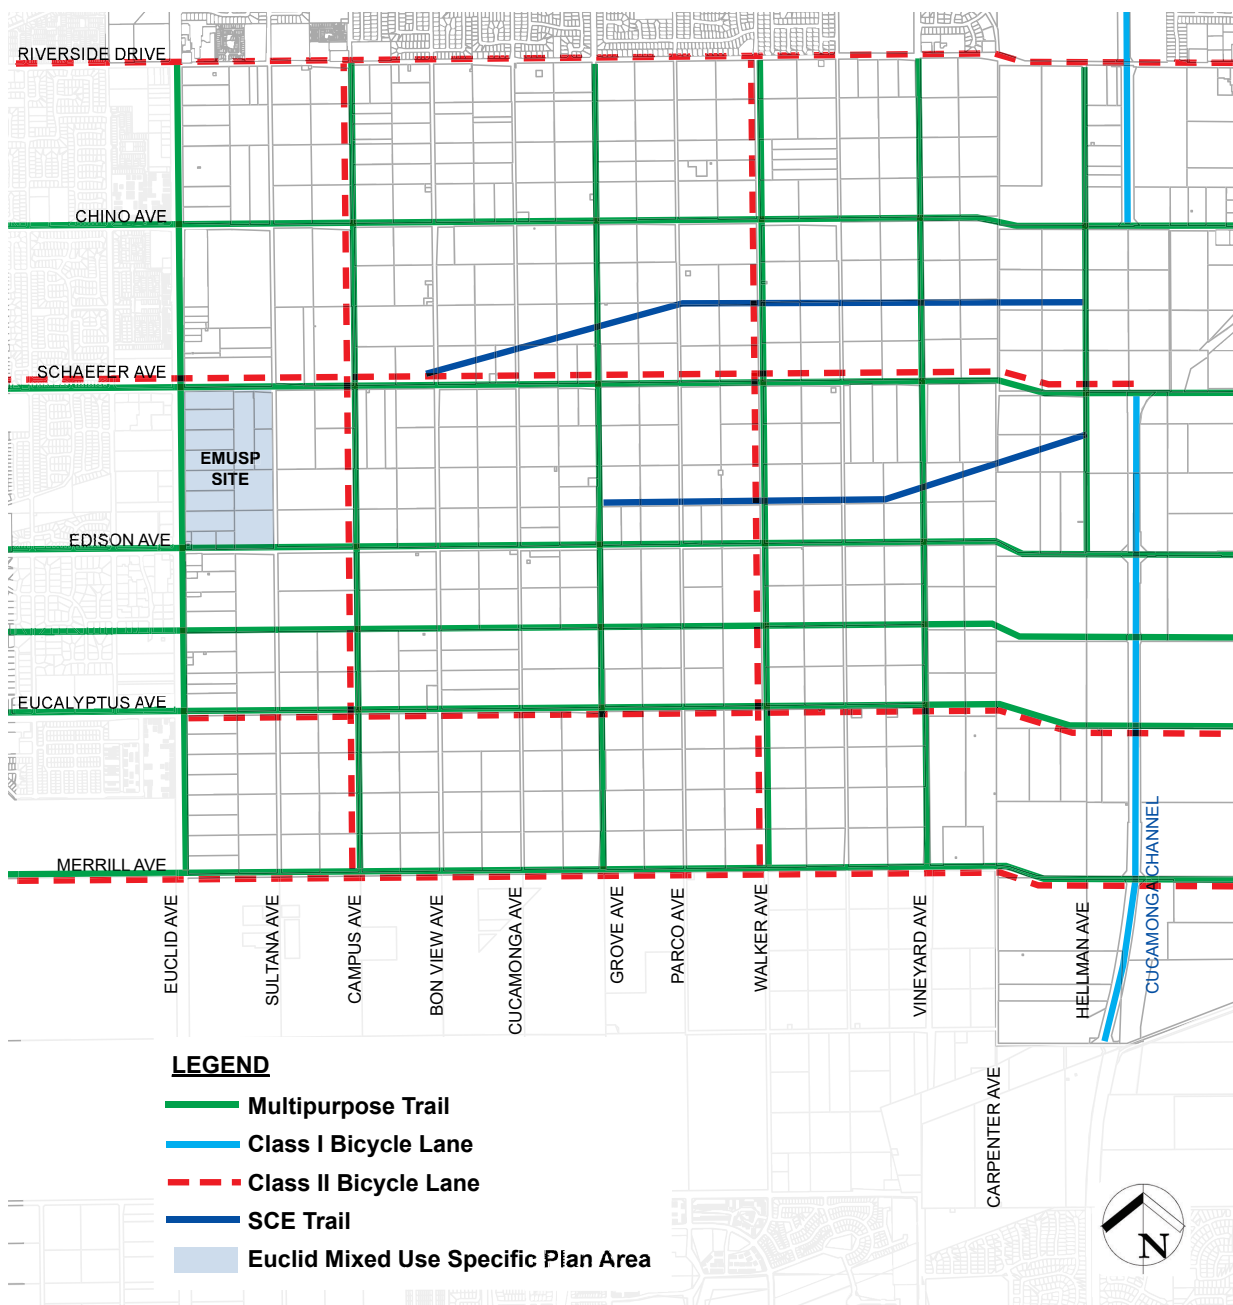 RIVERSIDE DRIVE
CHINO AVE
SCHAEFER AVE
EMUSP
SITE
EDISON AVE
EUCALYPTUS AVE
MERRILL AVE
EUCLID AVE
SULTANA AVE
CAMPUS AVE
BON VIEW AVE
CUCAMONGA AVE
GROVE AVE
PARCO AVE
WALKER AVE
VINEYARD AVE
CARPENTER AVE
HELLMAN AVE
CUCAMONGA CHANNEL
LEGEND
Multipurpose Trail
Class I Bicycle Lane
Class II Bicycle Lane
SCE Trail
Euclid Mixed Use Specific Plan Area
N